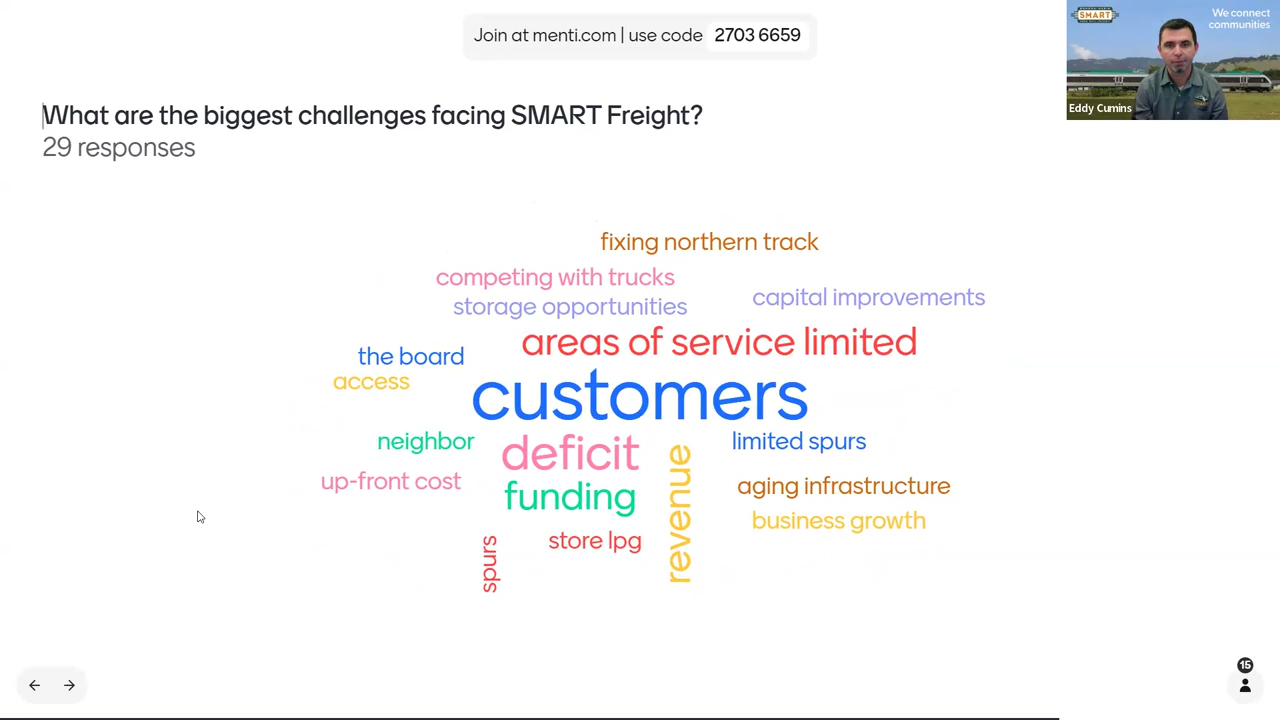 Join at menti.com | use code 2703 6659
SMART
We connect
communities
Eddy Cumins
What are the biggest challenges facing SMART Freight?
29 responses
fixing northern track
competing with trucks
storage opportunities
capital improvements
areas of service limited
the board
access
customers
neighbor
deficit
revenue
limited spurs
up-front cost
funding
aging infrastructure
business growth
spurs
store lpg
15